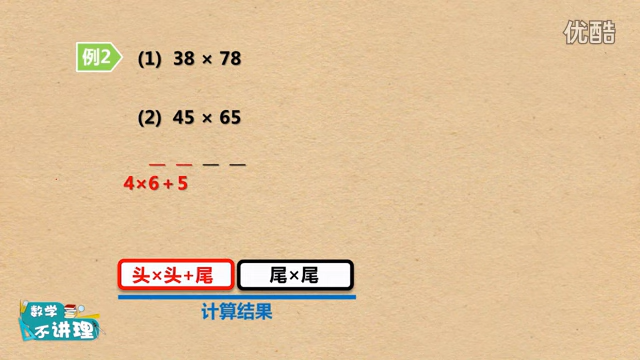 优酷
例2
(1) 38 × 78
(2) 45 × 65
4×6+5
头×头+尾
尾×尾
计算结果
数学
不讲理